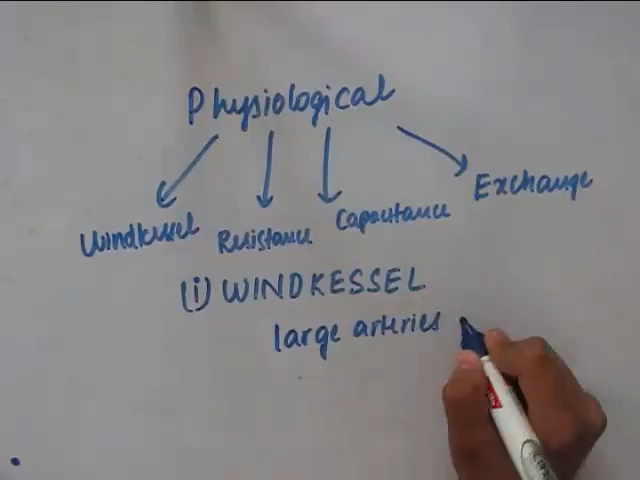 Physiological
Windkessel Resistance Capacitance Exchange
(i) WINDKESSEL
large arteries